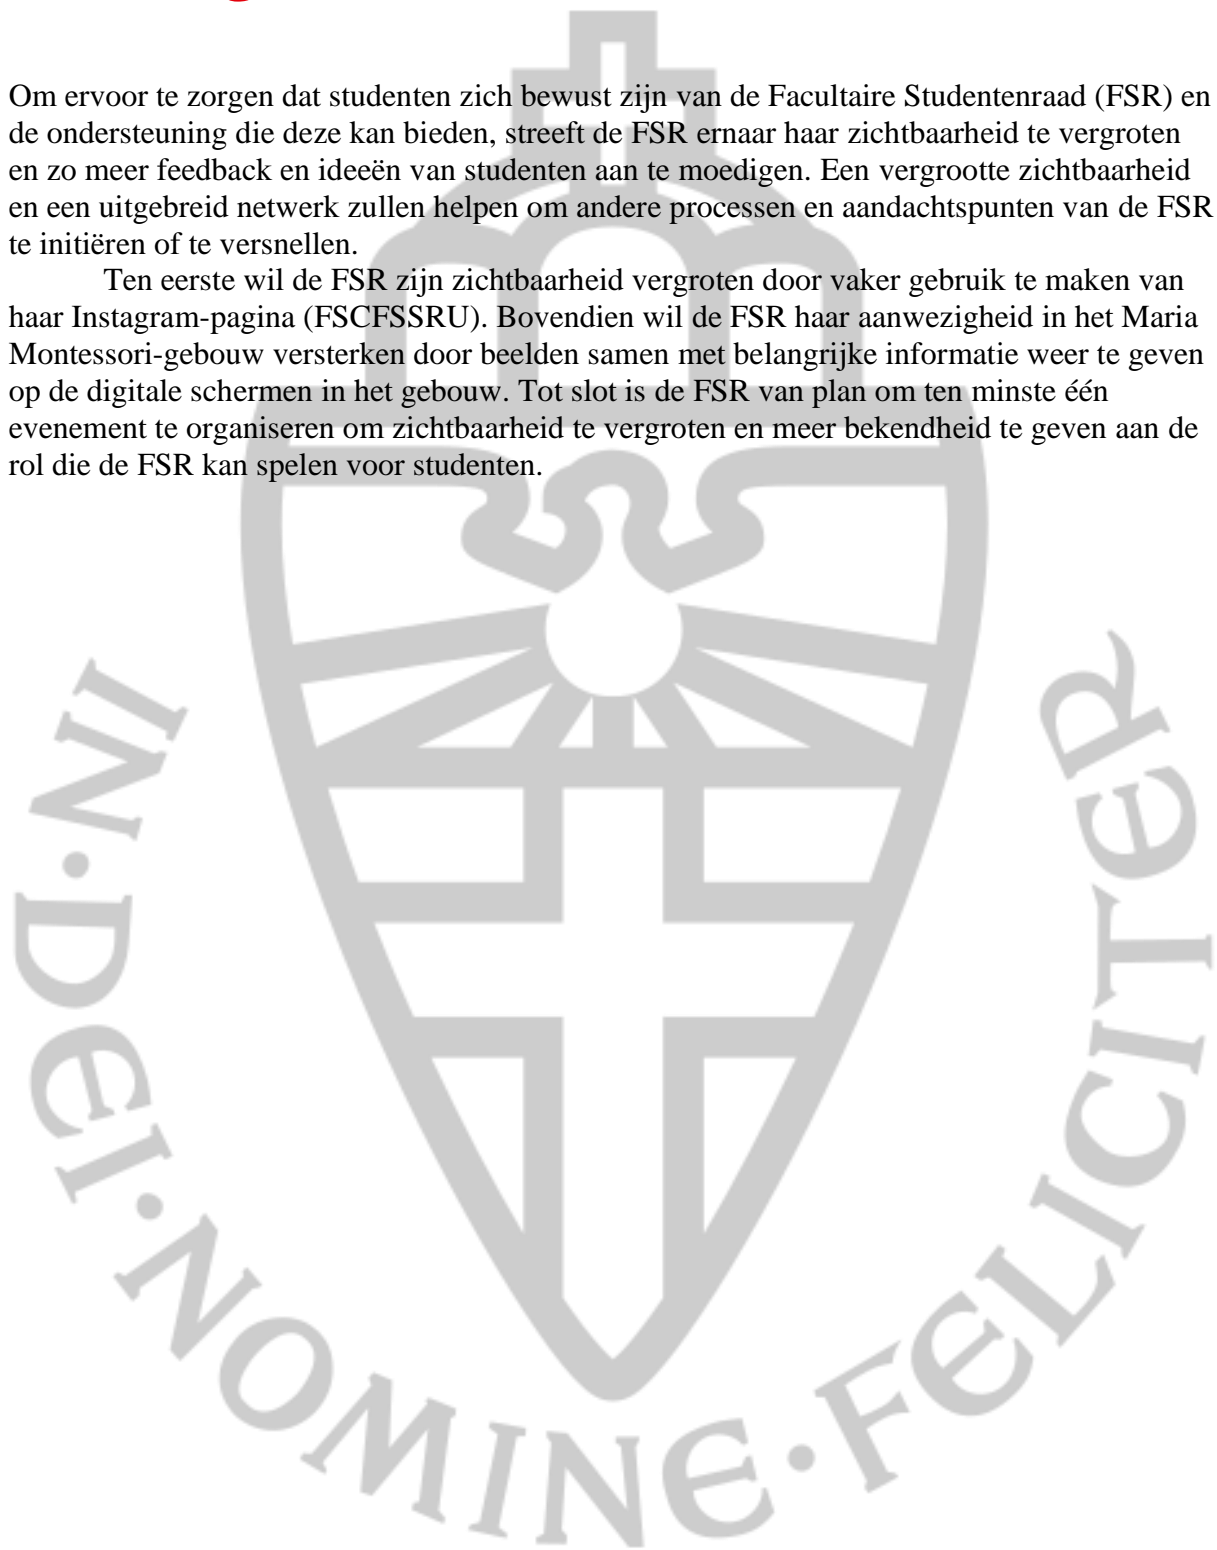 Om ervoor te zorgen dat studenten zich bewust zijn van de Facultaire Studentenraad (FSR) en
de ondersteuning die deze kan bieden, streeft de FSR ernaar haar zichtbaarheid te vergroten
en zo meer feedback en ideeën van studenten aan te moedigen. Een vergrootte zichtbaarheid
en een uitgebreid netwerk zullen helpen om andere processen en aandachtspunten van de FSR
te initiëren of te versnellen.
Ten eerste wil de FSR zijn zichtbaarheid vergroten door vaker gebruik te maken van
haar Instagram-pagina (FSCFSSRU). Bovendien wil de FSR haar aanwezigheid in het Maria
Montessori-gebouw versterken door beelden samen met belangrijke informatie weer te geven
op de digitale schermen in het gebouw. Tot slot is de FSR van plan om ten minste één
evenement te organiseren om zichtbaarheid te vergroten en meer bekendheid te geven aan de
rol die de FSR kan spelen voor studenten.
IN·DEI·NOMINE·FELICITER